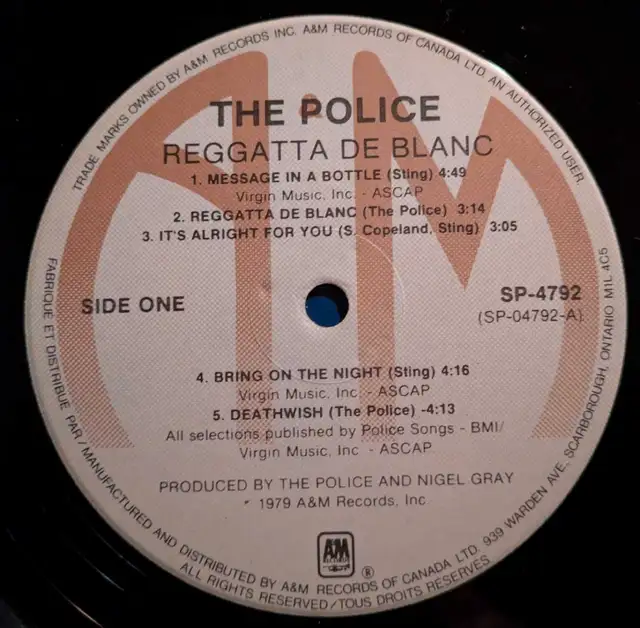 TRADE MARKS OWNED BY A&M RECORDS INC. A&M RECORDS OF CANADA LTD. AN AUTHORIZED USER.
THE POLICE
REGGATTA DE BLANC
1. MESSAGE IN A BOTTLE (Sting) 4:49
Virgin Music, Inc. - ASCAP
2. REGGATTA DE BLANC (The Police) 3:14
3. IT'S ALRIGHT FOR YOU (S. Copeland, Sting) 3:05
SIDE ONE
SP-4792
(SP-04792-A)
4. BRING ON THE NIGHT (Sting) 4:16
Virgin Music, Inc. - ASCAP
5. DEATHWISH (The Police) -4:13
All selections published by Police Songs - BMI/
Virgin Music, Inc - ASCAP
PRODUCED BY THE POLICE AND NIGEL GRAY
1979 A&M Records, Inc
A&M
RECORDS
®
FABRIQUE ET DISTRIBUE PAR/MANUFACTURED AND DISTRIBUTED BY A&M RECORDS OF CANADA LTD. 939 WARDEN AVE, SCARBOROUGH, ONTARIO M1L 4C5
ALL RIGHTS RESERVED/TOUS DROITS RESERVES